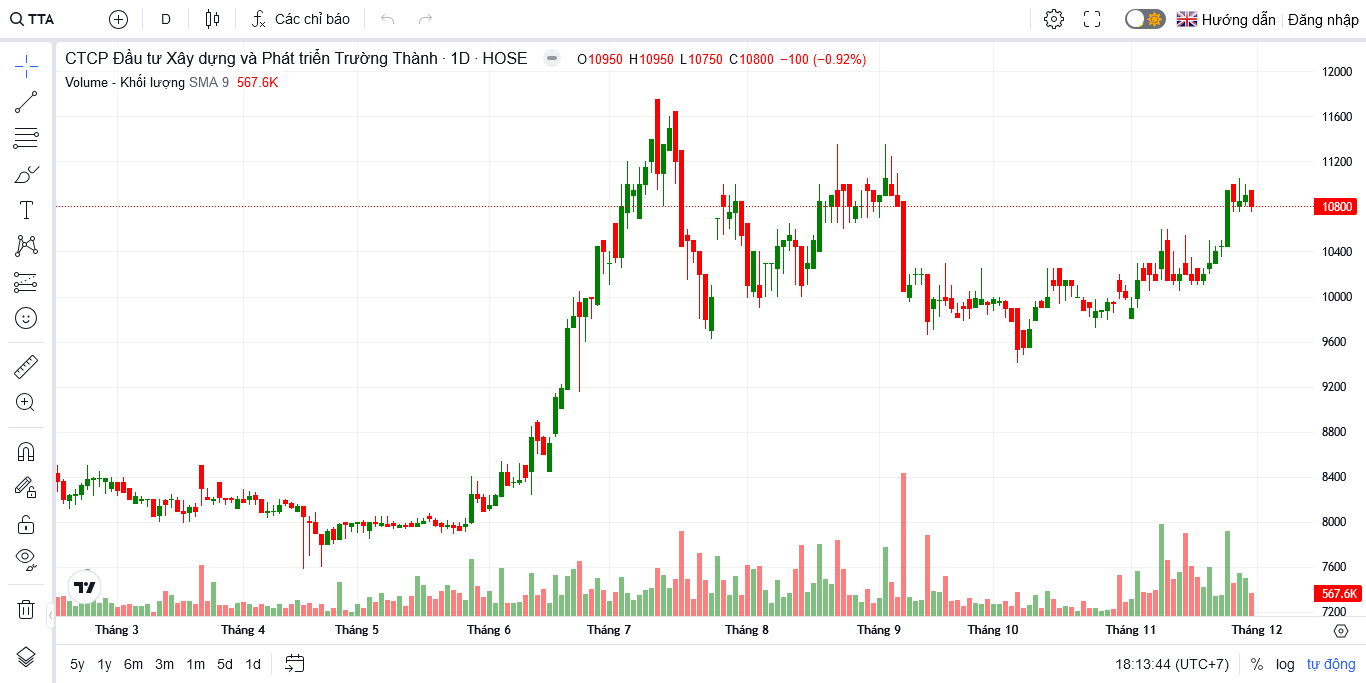 TTA D Các chỉ báo Hướng dẫn Đăng nhập
CTCP Đầu tư Xây dựng và Phát triển Trường Thành · 1D · HOSE O10950 H10950 L10750 C10800 −100 (−0.92%)
Volume - Khối lượng SMA 9 567.6K
12000
11600
11200
10800
10400
10000
9600
9200
8800
8400
8000
7600
567.6K
7200
Tháng 3 Tháng 4 Tháng 5 Tháng 6 Tháng 7 Tháng 8 Tháng 9 Tháng 10 Tháng 11 Tháng 12
5y 1y 6m 3m 1m 5d 1d 18:13:44 (UTC+7) % log tự động